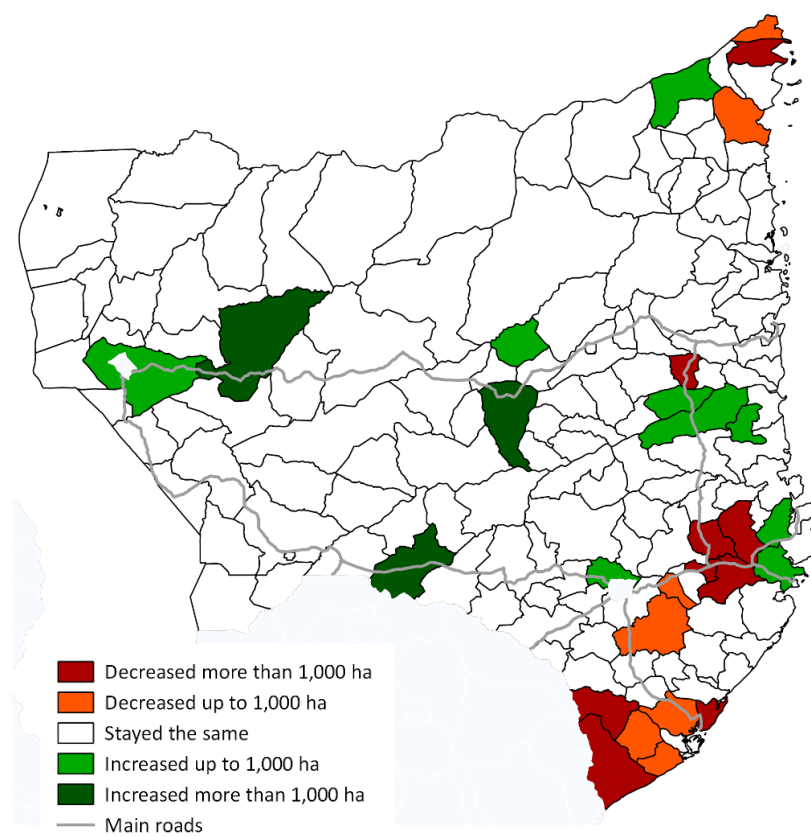 Decreased more than 1,000 ha
Decreased up to 1,000 ha
Stayed the same
Increased up to 1,000 ha
Increased more than 1,000 ha
Main roads